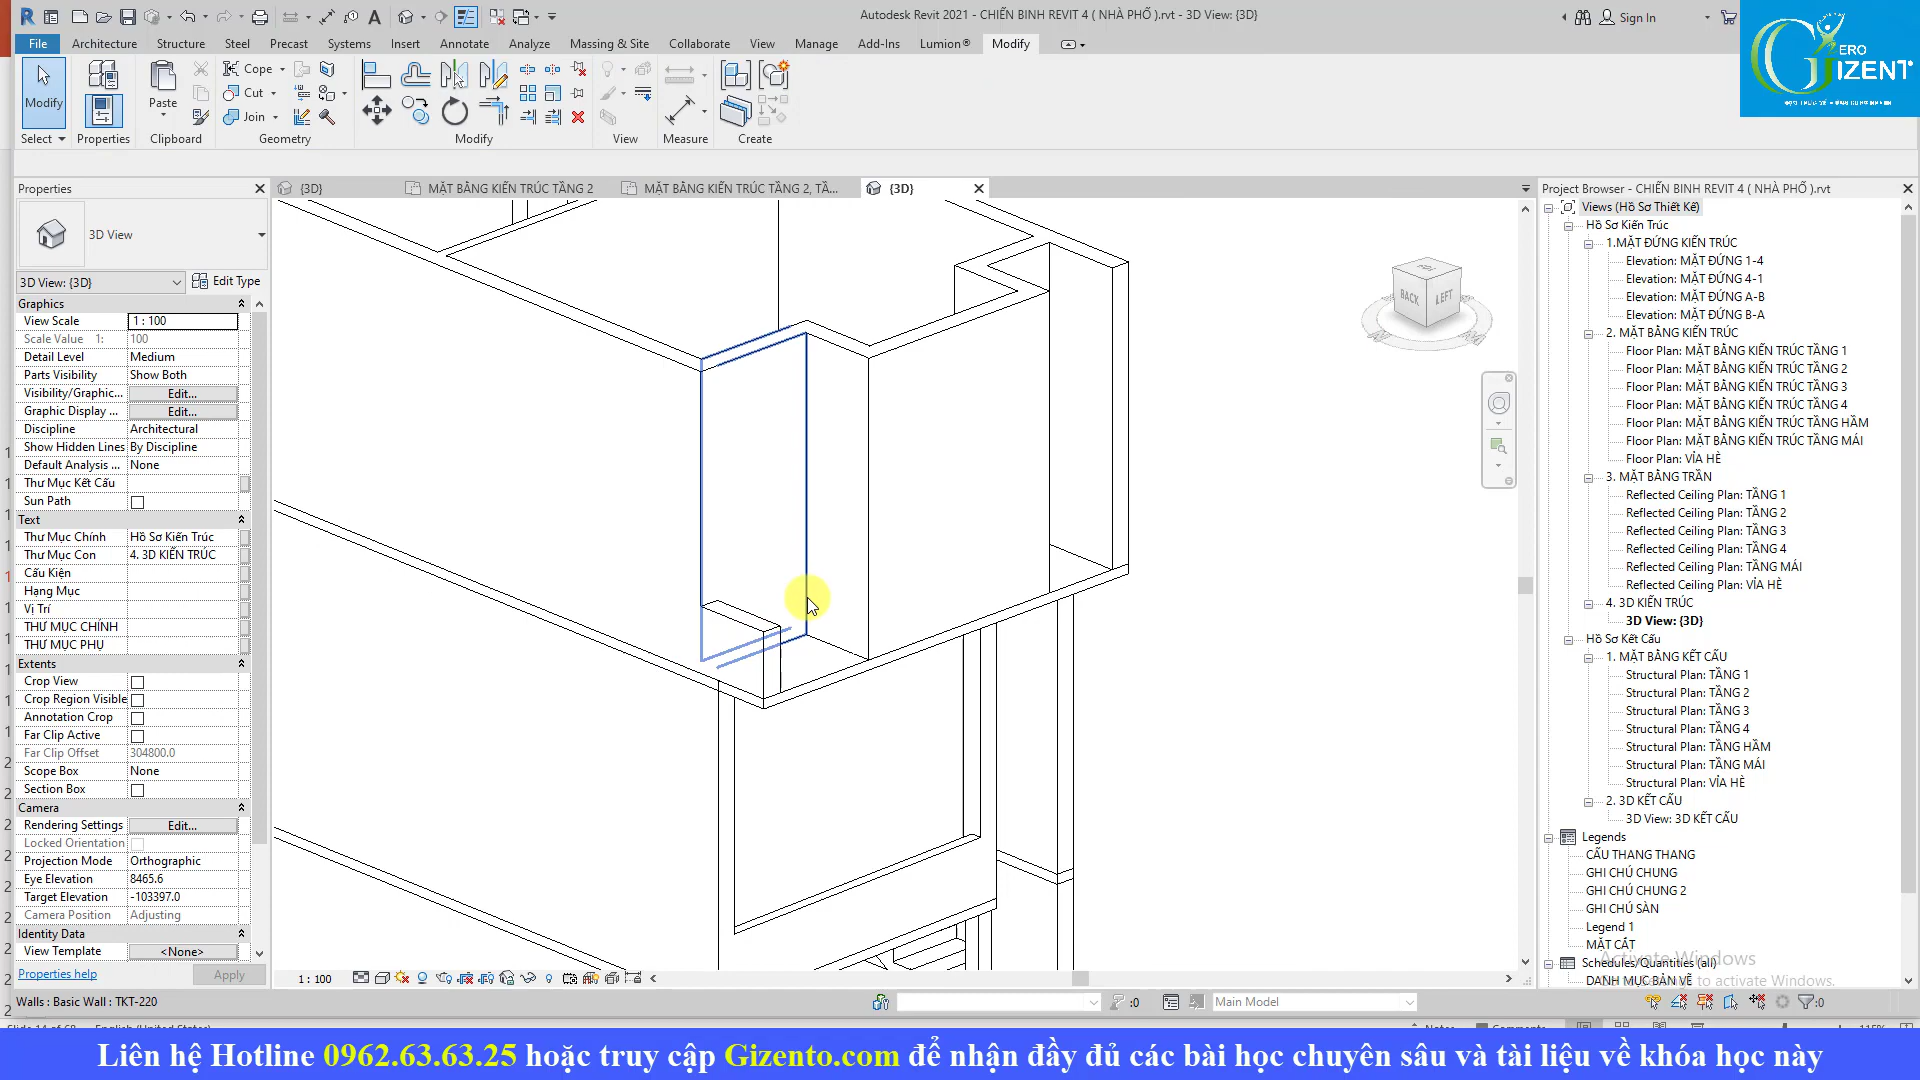 Autodesk Revit 2021 - CHIẾN BINH REVIT 4 ( NHÀ PHỐ ).rvt - 3D View: {3D}
Sign In
File Architecture Structure Steel Precast Systems Insert Annotate Analyze Massing & Site Collaborate View Manage Add-Ins Lumion® Modify
ERO
GIZENT
Modify
Paste
Cope
Cut
Join
Select Properties Clipboard Geometry Modify View Measure Create
Properties
{3D}
MẶT BẰNG KIẾN TRÚC TẦNG 2
MẶT BẰNG KIẾN TRÚC TẦNG 2, TẦ...
{3D}
3D View
3D View: {3D}
Edit Type
Graphics
View Scale 1 : 100
Scale Value 1: 100
Detail Level Medium
Parts Visibility Show Both
Visibility/Graphic... Edit...
Graphic Display ... Edit...
Discipline Architectural
Show Hidden Lines By Discipline
Default Analysis ... None
Thư Mục Kết Cấu
Sun Path
Text
Thư Mục Chính Hồ Sơ Kiến Trúc
Thư Mục Con 4. 3D KIẾN TRÚC
Cấu Kiện
Hạng Mục
Vị Trí
THƯ MỤC CHÍNH
THƯ MỤC PHỤ
Extents
Crop View
Crop Region Visible
Annotation Crop
Far Clip Active
Far Clip Offset 304800.0
Scope Box None
Section Box
Camera
Rendering Settings Edit...
Locked Orientation
Projection Mode Orthographic
Eye Elevation 8465.6
Target Elevation -103397.0
Camera Position Adjusting
Identity Data
View Template <None>
Properties help
Apply
BACK
LEFT
1 : 100
Project Browser - CHIẾN BINH REVIT 4 ( NHÀ PHỐ ).rvt
Views (Hồ Sơ Thiết Kế)
Hồ Sơ Kiến Trúc
1.MẶT ĐỨNG KIẾN TRÚC
Elevation: MẶT ĐỨNG 1-4
Elevation: MẶT ĐỨNG 4-1
Elevation: MẶT ĐỨNG A-B
Elevation: MẶT ĐỨNG B-A
2. MẶT BẰNG KIẾN TRÚC
Floor Plan: MẶT BẰNG KIẾN TRÚC TẦNG 1
Floor Plan: MẶT BẰNG KIẾN TRÚC TẦNG 2
Floor Plan: MẶT BẰNG KIẾN TRÚC TẦNG 3
Floor Plan: MẶT BẰNG KIẾN TRÚC TẦNG 4
Floor Plan: MẶT BẰNG KIẾN TRÚC TẦNG HẦM
Floor Plan: MẶT BẰNG KIẾN TRÚC TẦNG MÁI
Floor Plan: VỈA HÈ
3. MẶT BẰNG TRẦN
Reflected Ceiling Plan: TẦNG 1
Reflected Ceiling Plan: TẦNG 2
Reflected Ceiling Plan: TẦNG 3
Reflected Ceiling Plan: TẦNG 4
Reflected Ceiling Plan: TẦNG MÁI
Reflected Ceiling Plan: VỈA HÈ
4. 3D KIẾN TRÚC
3D View: {3D}
Hồ Sơ Kết Cấu
1. MẶT BẰNG KẾT CẤU
Structural Plan: TẦNG 1
Structural Plan: TẦNG 2
Structural Plan: TẦNG 3
Structural Plan: TẦNG 4
Structural Plan: TẦNG HẦM
Structural Plan: TẦNG MÁI
Structural Plan: VỈA HÈ
2. 3D KẾT CẤU
3D View: 3D KẾT CẤU
Legends
CẦU THANG THANG
GHI CHÚ CHUNG
GHI CHÚ CHUNG 2
GHI CHÚ SÀN
Legend 1
MẶT CẮT
Schedules/Quantities (all)
DANH MỤC BẢN VẼ
Activate Windows
to activate Windows.
Walls : Basic Wall : TKT-220
:0
Main Model
:0
Liên hệ Hotline 0962.63.63.25 hoặc truy cập Gizento.com để nhận đầy đủ các bài học chuyên sâu và tài liệu về khóa học này